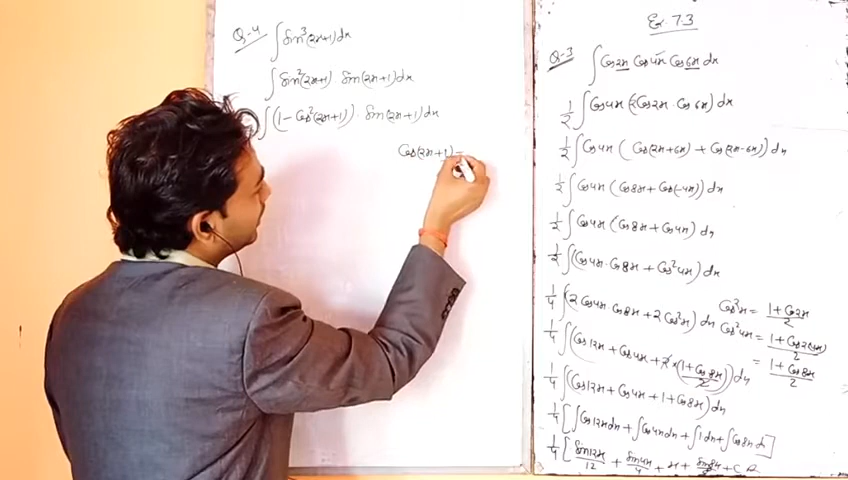 Q-4 ∫ Sin³(2x+1)dx
∫ Sin²(2x+1) Sin(2x+1)dx
∫ (1 - Cos²(2x+1)) · Sin(2x+1)dx
Cos(2x+1) =
Ex. 7.3
Q-3 ∫ Cos2x Cos4x Cos6x dx
1/2 ∫ Cos4x (2Cos2x · Cos6x) dx
1/2 ∫ Cos4x (Cos(2x+6x) + Cos(2x-6x)) dx
1/2 ∫ Cos4x (Cos8x + Cos(-4x)) dx
1/2 ∫ Cos4x (Cos8x + Cos4x) dx
1/2 ∫ (Cos4x · Cos8x + Cos²4x) dx
1/4 ∫ (2 Cos4x · Cos8x + 2 Cos²4x) dx
Cos²x = 1 + Cos2x / 2
Cos²4x = 1 + Cos2(4x) / 2
= 1 + Cos8x / 2
1/4 ∫ (Cos12x + Cos4x + 2 × (1 + Cos8x / 2)) dx
1/4 ∫ (Cos12x + Cos4x + 1 + Cos8x) dx
1/4 [ ∫ Cos12x dx + ∫ Cos4x dx + ∫ 1 dx + ∫ Cos8x dx ]
1/4 [ Sin12x / 12 + Sin4x / 4 + x + Sin8x / 8 + C